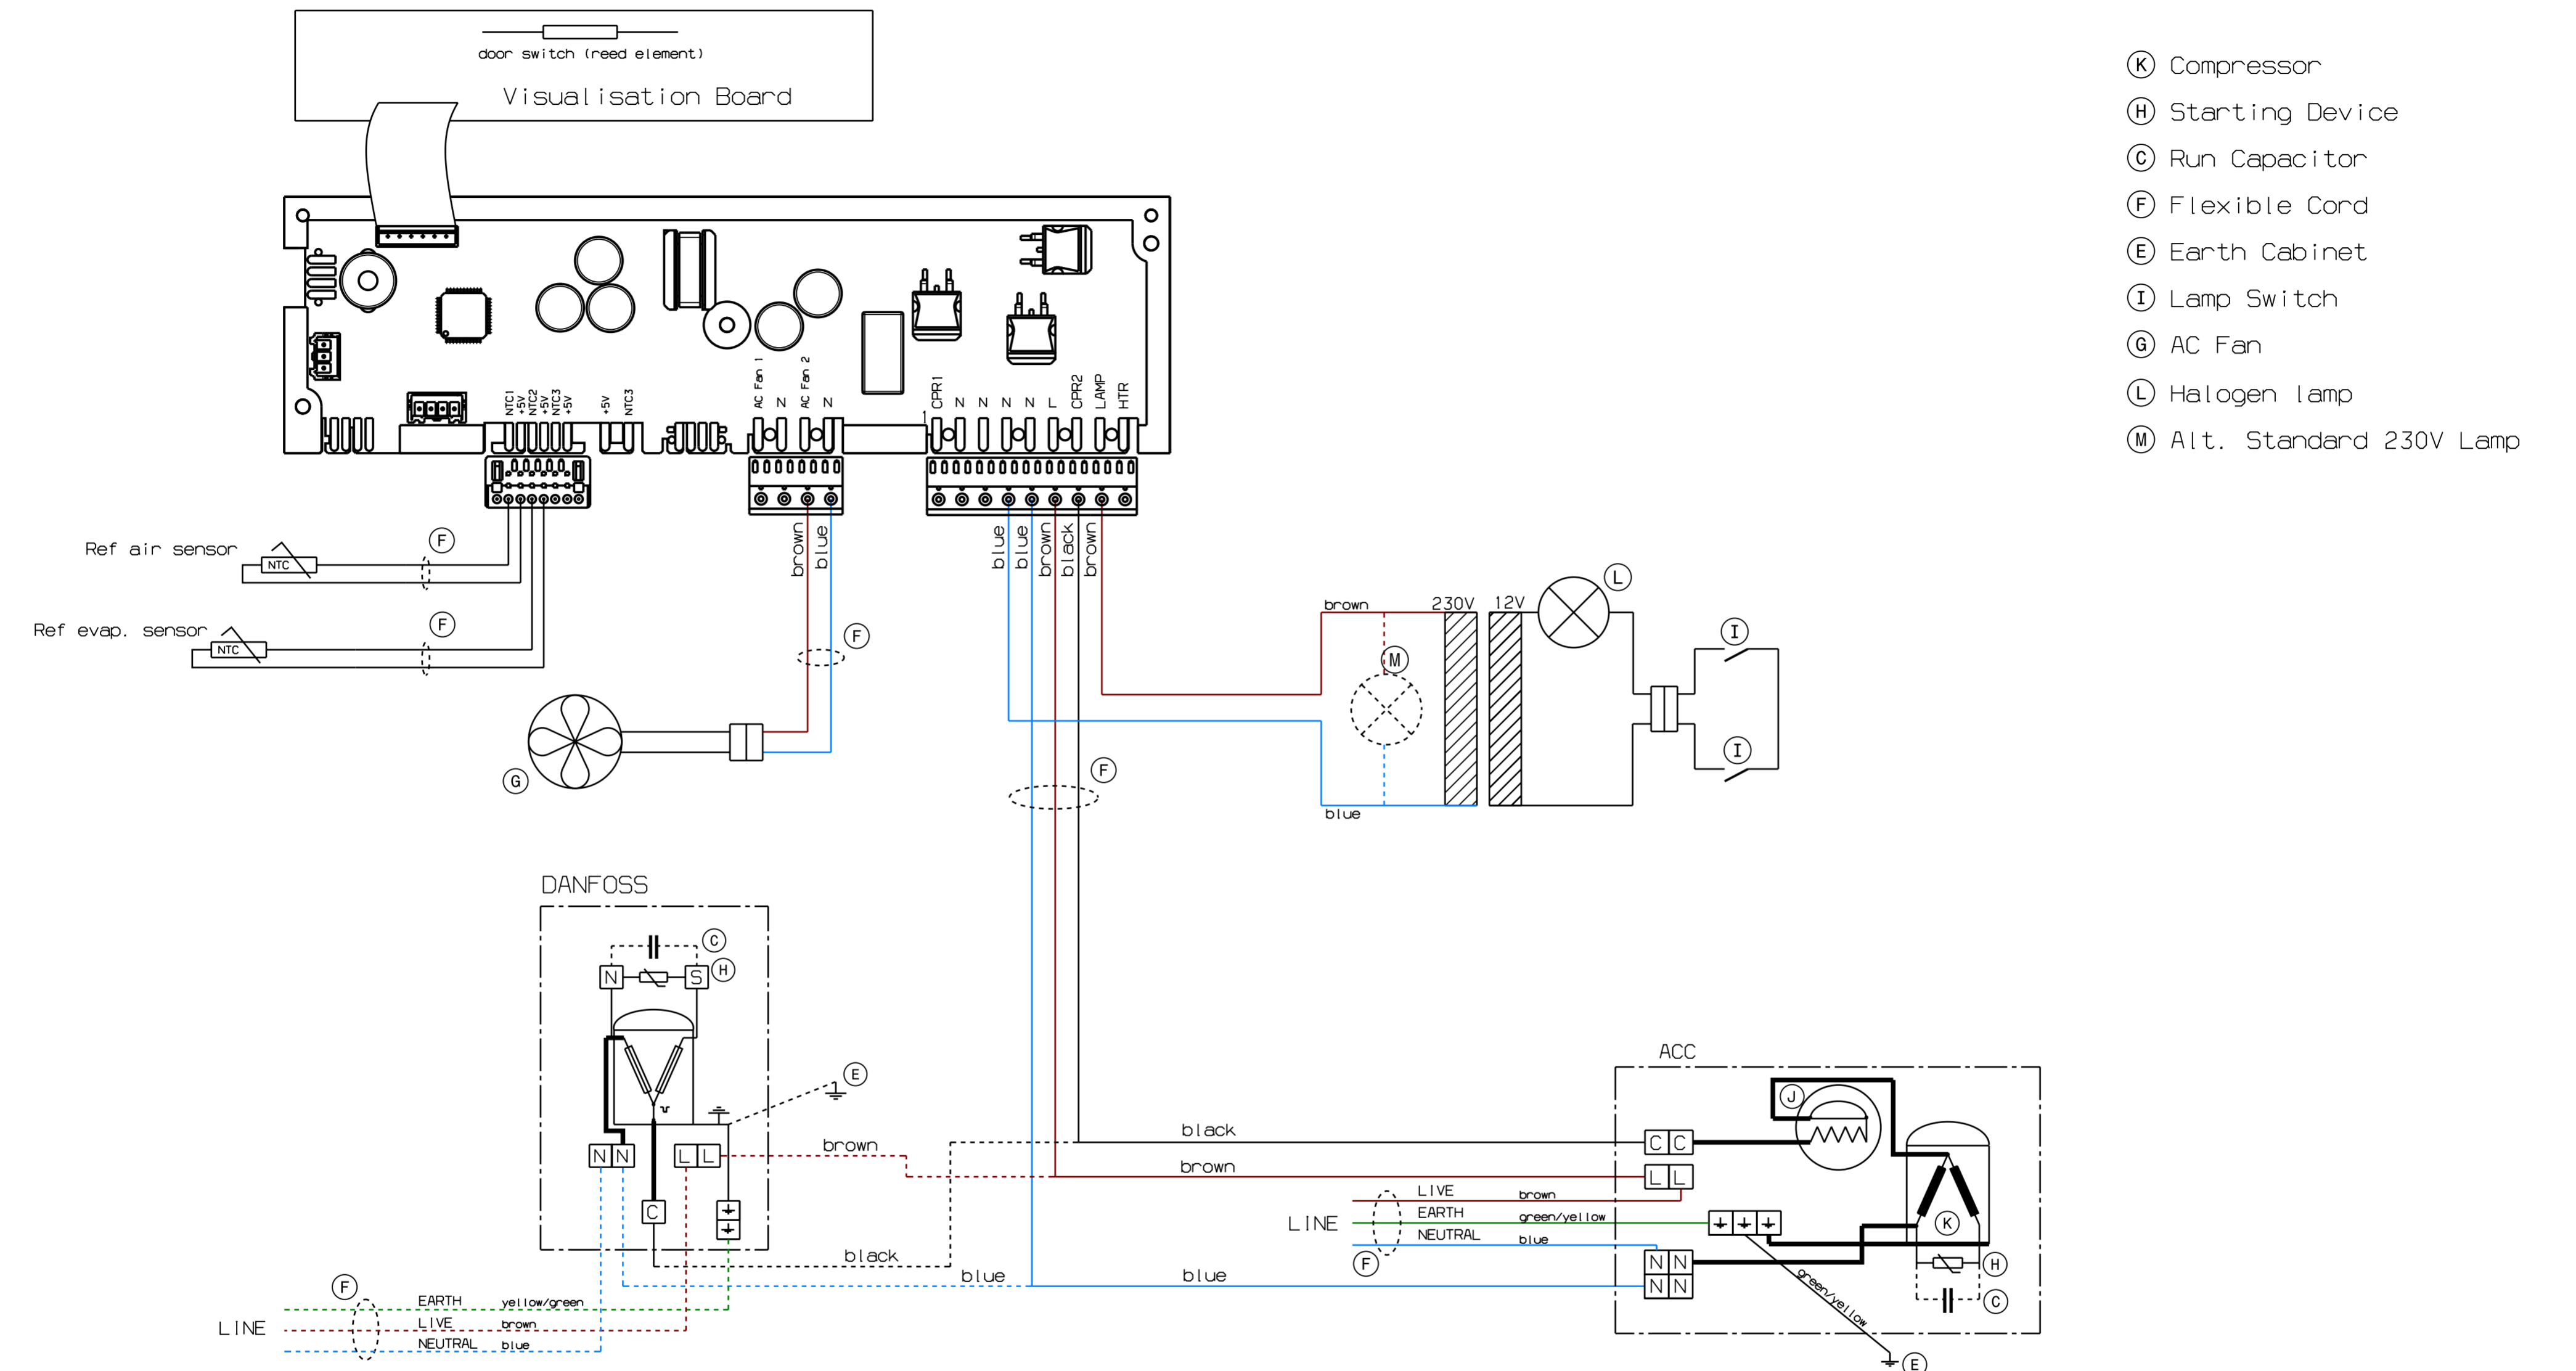 door switch (reed element)
Visualisation Board
K Compressor
H Starting Device
C Run Capacitor
F Flexible Cord
E Earth Cabinet
I Lamp Switch
G AC Fan
L Halogen lamp
M Alt. Standard 230V Lamp
NTC1
+5V
NTC2
+5V
NTC3
+5V
+5V
NTC3
AC Fan 1
N
AC Fan 2
N
1
CPR1
N
N
N
N
L
CPR2
LAMP
HTR
Ref air sensor
NTC
F
Ref evap. sensor
NTC
F
brown
blue
F
G
blue
blue
brown
black
brown
F
brown
230V
12V
L
M
blue
I
I
DANFOSS
C
N
S
H
E
N N
L L
C
brown
black
blue
F
LINE
EARTH yellow/green
LIVE brown
NEUTRAL blue
ACC
black
brown
LINE
LIVE brown
EARTH green/yellow
NEUTRAL blue
F
blue
C C
L L
N N
N N
J
K
H
C
green/yellow
E